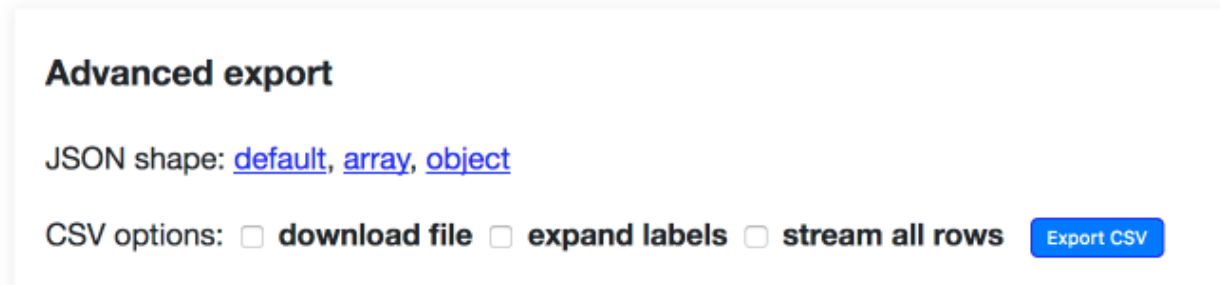 Advanced export
JSON shape: default, array, object
CSV options: download file expand labels stream all rows Export CSV